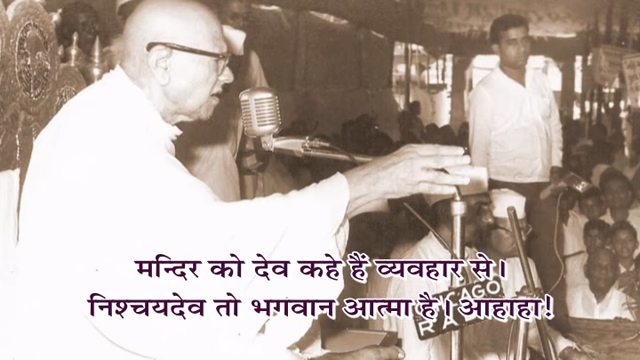 मन्दिर को देव कहे हैं व्यवहार से।
निश्चयदेव तो भगवान आत्मा है। आहाहा!